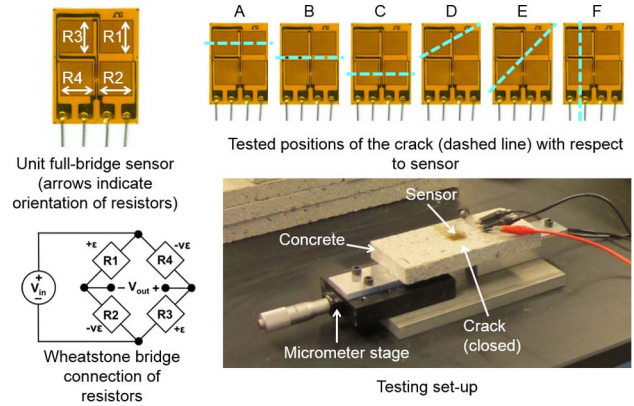 R3
R1
R4
R2
Unit full-bridge sensor
(arrows indicate
orientation of resistors)
A
B
C
D
E
F
Tested positions of the crack (dashed line) with respect
to sensor
+ε
-νε
R1
R4
+
V in
–
– V out +
R2
R3
-νε
+ε
Wheatstone bridge
connection of
resistors
Sensor
Concrete
Crack
(closed)
Micrometer stage
Testing set-up